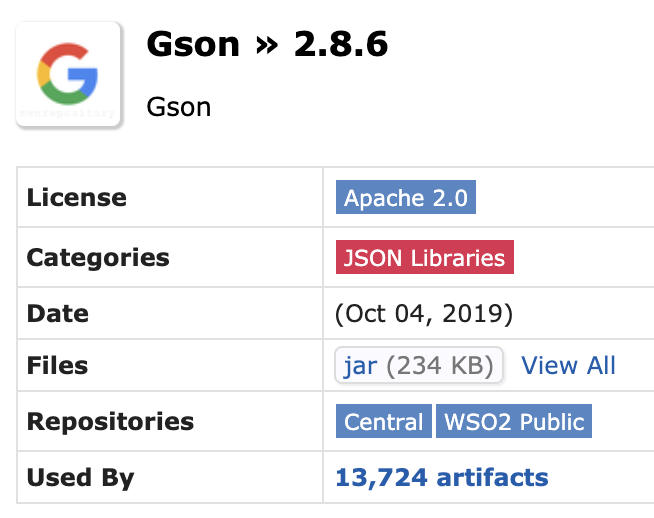 Gson » 2.8.6
Gson
License Apache 2.0
Categories JSON Libraries
Date (Oct 04, 2019)
Files jar (234 KB) View All
Repositories Central WSO2 Public
Used By 13,724 artifacts